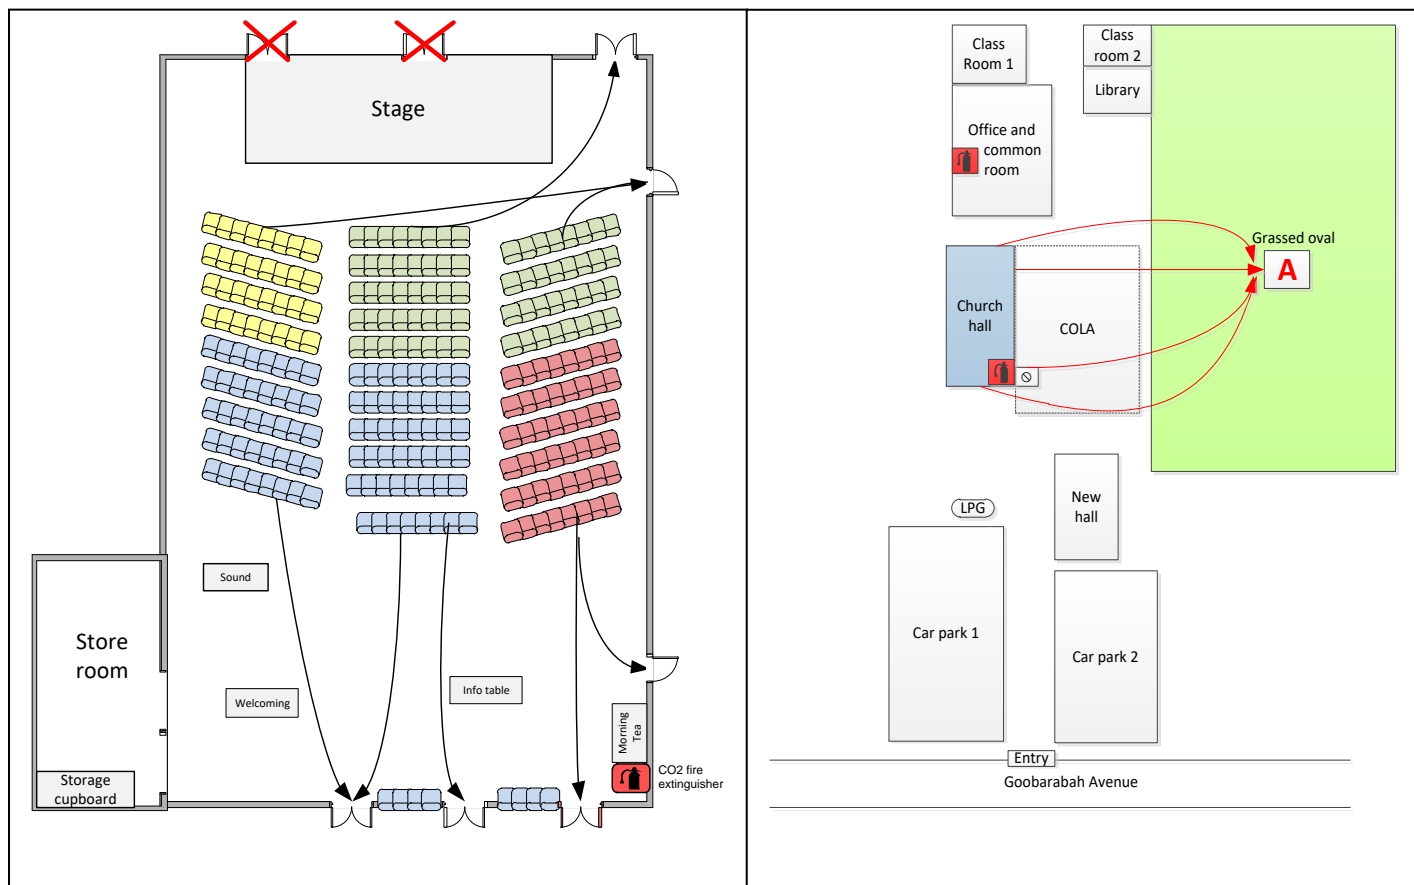 Stage
Sound
Store
room
Welcoming
Info table
Morning
Tea
Storage
cupboard
CO2 fire
extinguisher
Class
Room 1
Class
room 2
Library
Office and
common
room
Grassed oval
A
Church
hall
COLA
New
hall
LPG
Car park 1
Car park 2
Entry
Goobarabah Avenue